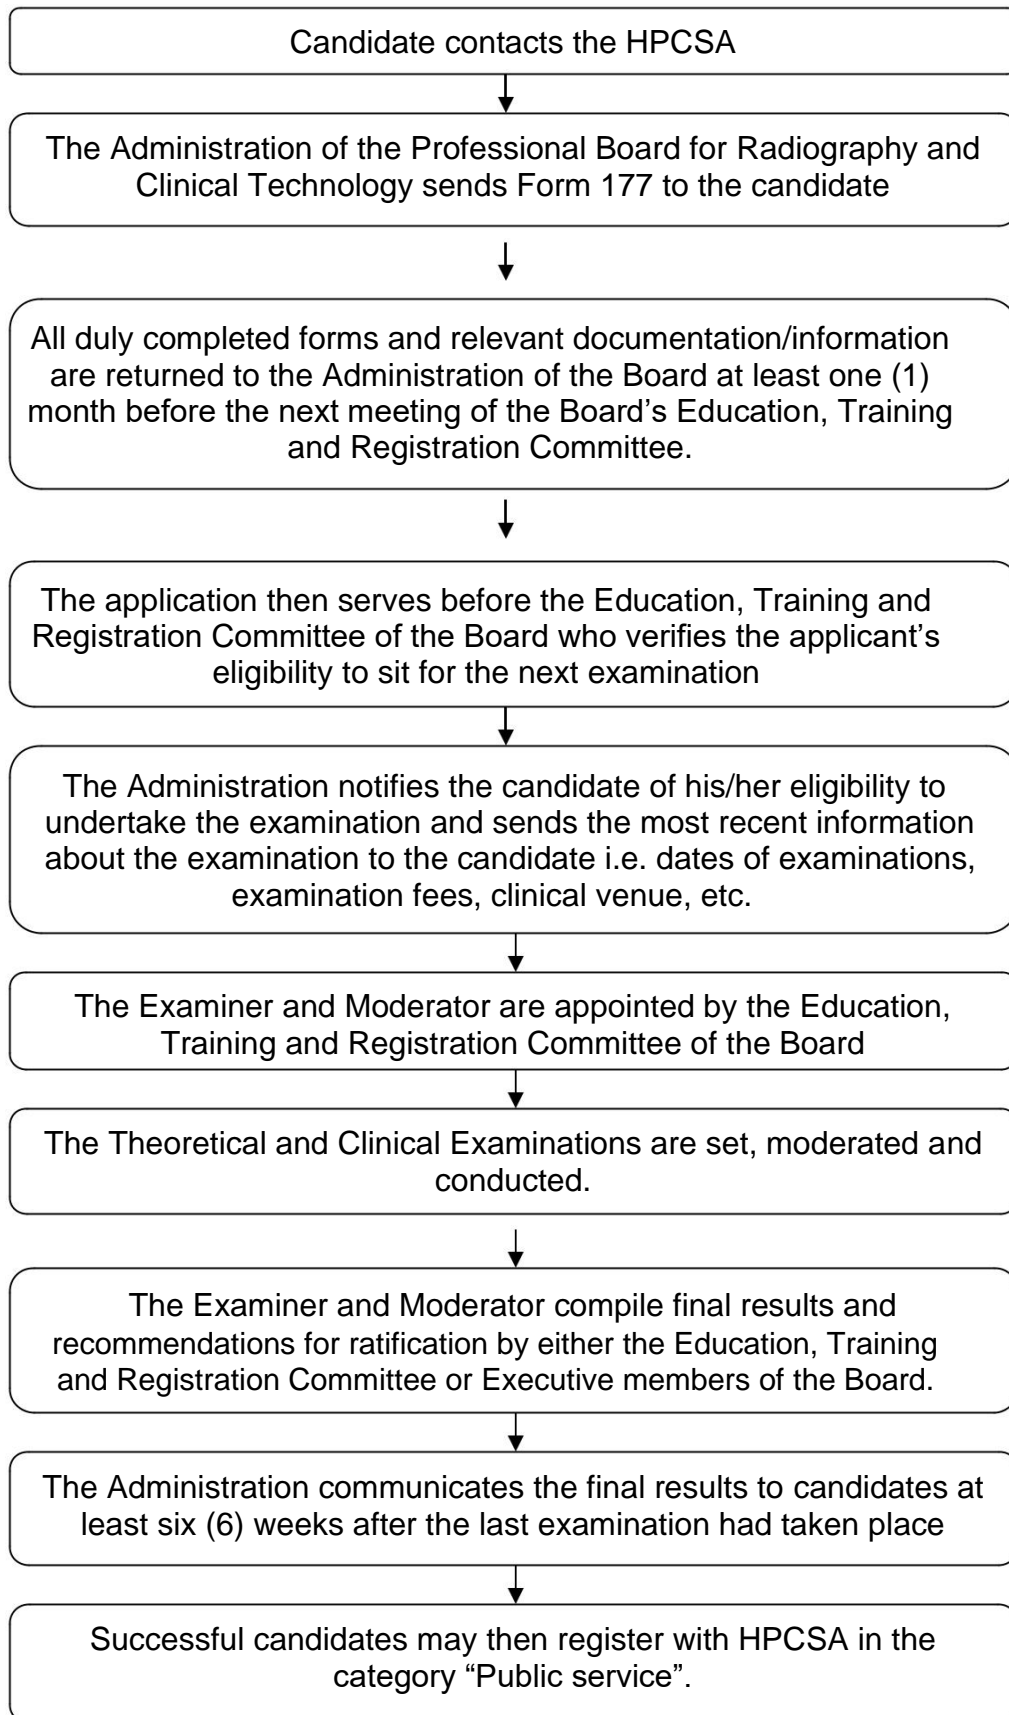 Candidate contacts the HPCSA
The Administration of the Professional Board for Radiography and
Clinical Technology sends Form 177 to the candidate
All duly completed forms and relevant documentation/information
are returned to the Administration of the Board at least one (1)
month before the next meeting of the Board’s Education, Training
and Registration Committee.
The application then serves before the Education, Training and
Registration Committee of the Board who verifies the applicant’s
eligibility to sit for the next examination
The Administration notifies the candidate of his/her eligibility to
undertake the examination and sends the most recent information
about the examination to the candidate i.e. dates of examinations,
examination fees, clinical venue, etc.
The Examiner and Moderator are appointed by the Education,
Training and Registration Committee of the Board
The Theoretical and Clinical Examinations are set, moderated and
conducted.
The Examiner and Moderator compile final results and
recommendations for ratification by either the Education, Training
and Registration Committee or Executive members of the Board.
The Administration communicates the final results to candidates at
least six (6) weeks after the last examination had taken place
Successful candidates may then register with HPCSA in the
category “Public service”.